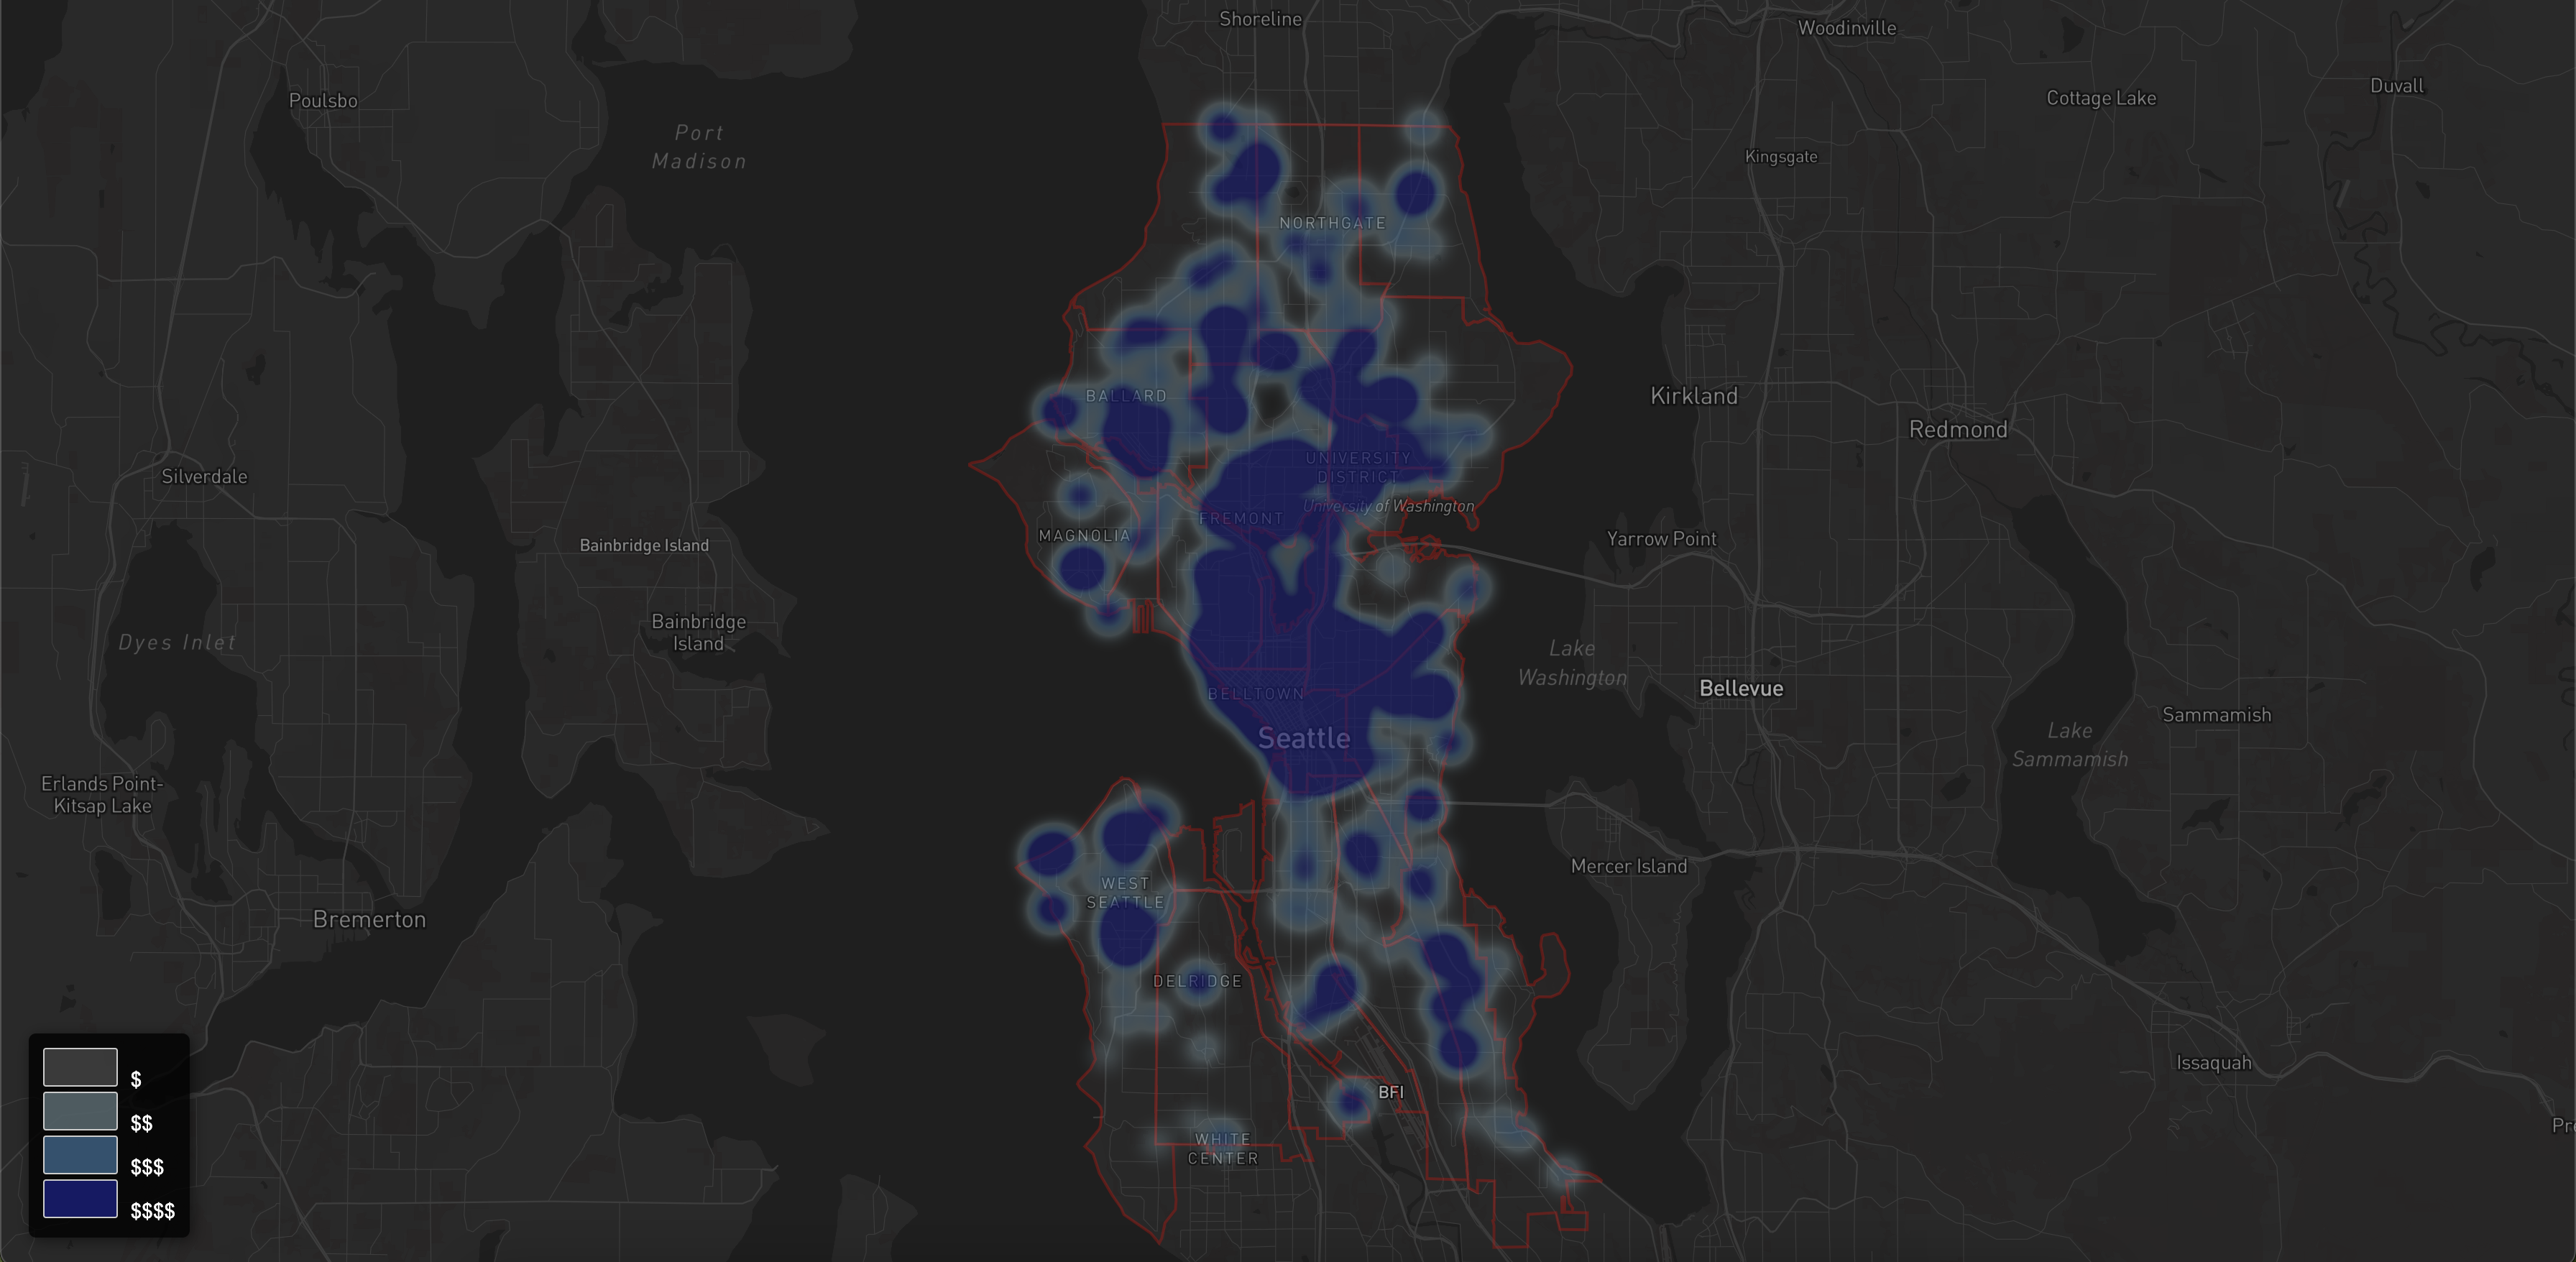 Shoreline
Woodinville
Poulsbo
Port
Madison
Cottage Lake
Duvall
Kingsgate
NORTHGATE
BALLARD
Kirkland
Redmond
Silverdale
UNIVERSITY
DISTRICT
University of Washington
FREMONT
MAGNOLIA
Bainbridge Island
Yarrow Point
Dyes Inlet
Bainbridge
Island
Lake
Washington
Bellevue
BELLTOWN
Seattle
Sammamish
Lake
Sammamish
Erlands Point-
Kitsap Lake
Mercer Island
WEST
SEATTLE
Bremerton
DELRIDGE
BFI
Issaquah
WHITE
CENTER
Pre
$
$$
$$$
$$$$